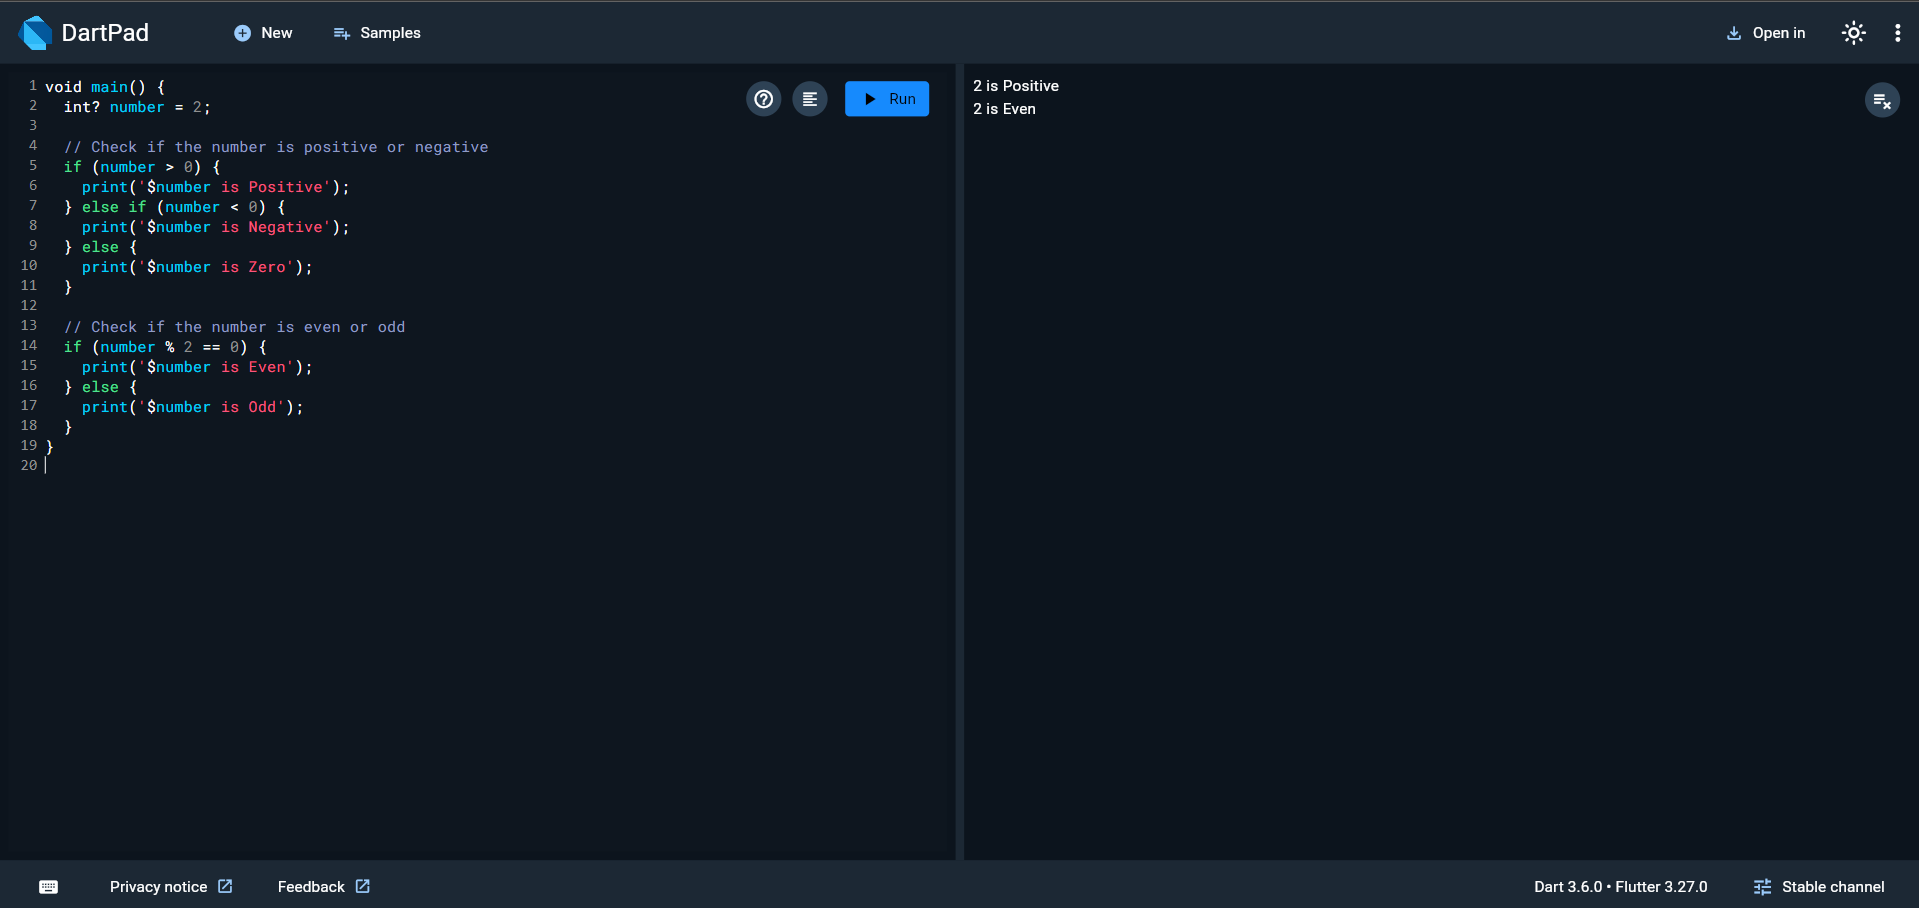 DartPad
New
Samples
Open in
1 void main() {
2   int? number = 2;
3
4   // Check if the number is positive or negative
5   if (number > 0) {
6     print('$number is Positive');
7   } else if (number < 0) {
8     print('$number is Negative');
9   } else {
10     print('$number is Zero');
11   }
12
13   // Check if the number is even or odd
14   if (number % 2 == 0) {
15     print('$number is Even');
16   } else {
17     print('$number is Odd');
18   }
19 }
20
Run
2 is Positive
2 is Even
Privacy notice
Feedback
Dart 3.6.0 • Flutter 3.27.0
Stable channel